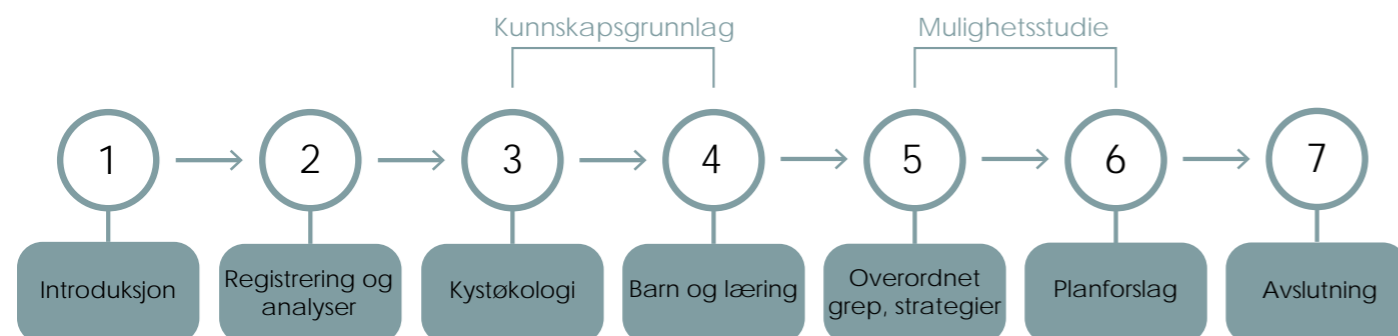 Kunnskapsgrunnlag
Mulighetsstudie
1
2
3
4
5
6
7
Introduksjon
Registrering og
analyser
Kystøkologi
Barn og læring
Overordnet
grep, strategier
Planforslag
Avslutning